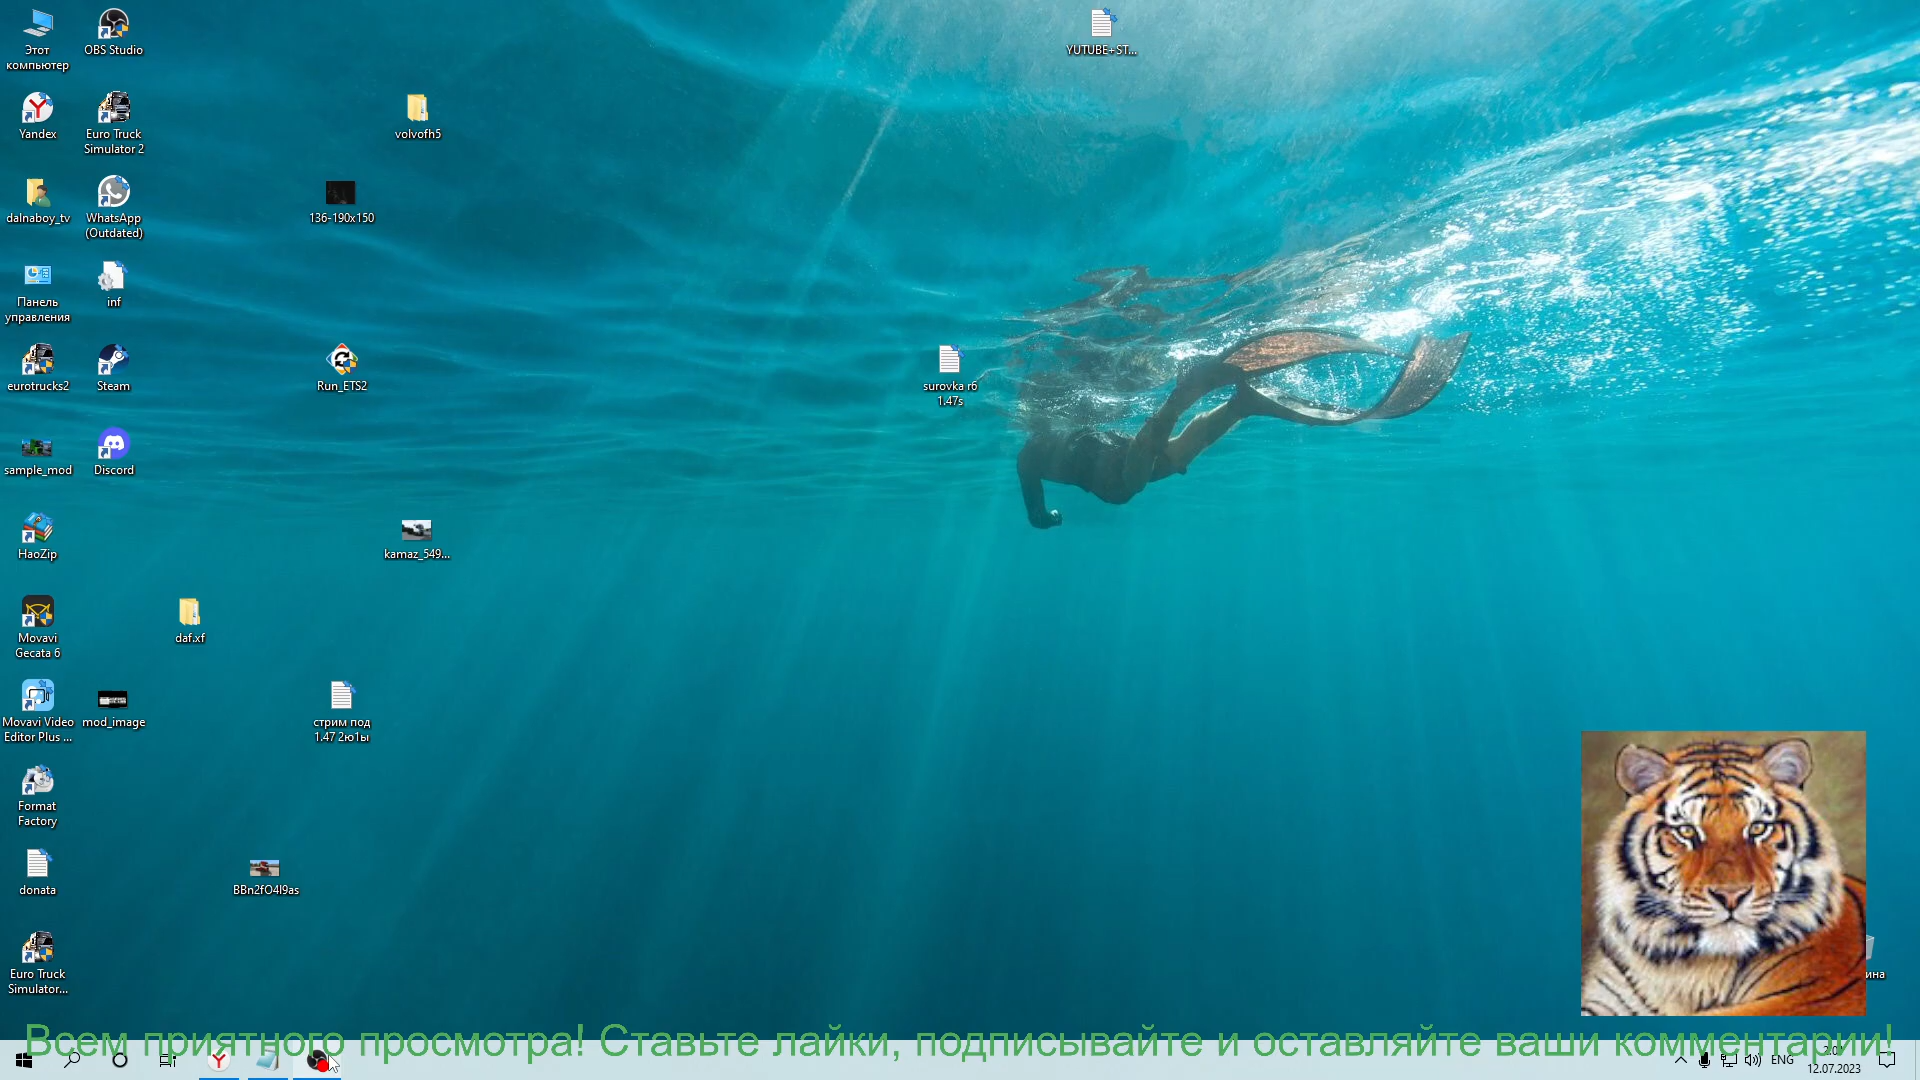 Этот
компьютер
OBS Studio
YUTUBE+ST...
Yandex
Euro Truck
Simulator 2
volvofh5
dalnaboy_tv
WhatsApp
(Outdated)
136-190x150
Панель
управления
inf
eurotrucks2
Steam
Run_ETS2
surovka r6
1.47s
sample_mod
Discord
HaoZip
kamaz_549...
Movavi
Gecata 6
daf.xf
Movavi Video
Editor Plus ...
mod_image
стрим под
1.47 2ю1ы
Format
Factory
donata
BBn2fO4l9as
Euro Truck
Simulator...
ина
Всем приятного просмотра! Ставьте лайки, подписывайте и оставляйте ваши комментарии!
ENG
12.07.2023